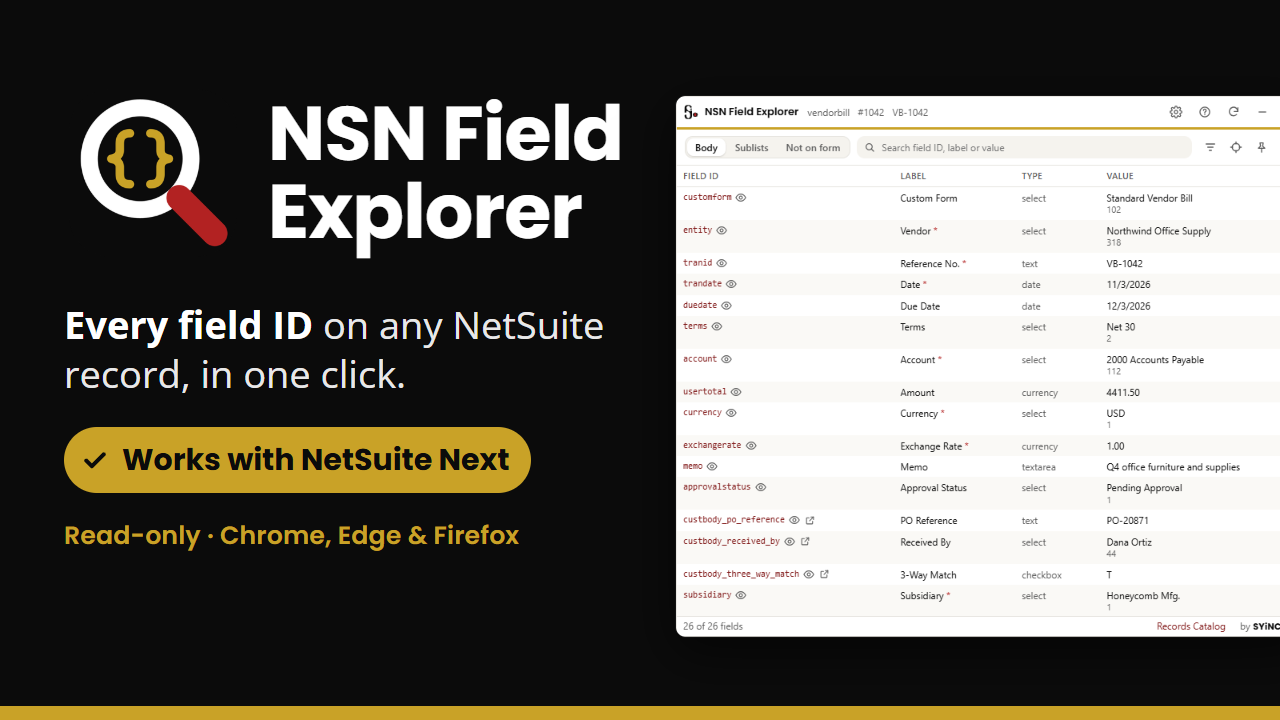 {}
NSN Field
Explorer
Every field ID on any NetSuite
record, in one click.
Works with NetSuite Next
Read-only · Chrome, Edge & Firefox
NSN Field Explorer vendorbill #1042 VB-1042
Body Sublists Not on form Search field ID, label or value
FIELD ID LABEL TYPE VALUE
customform Custom Form select Standard Vendor Bill
102
entity Vendor * select Northwind Office Supply
318
tranid Reference No. * text VB-1042
trandate Date * date 11/3/2026
duedate Due Date date 12/3/2026
terms Terms select Net 30
2
account Account * select 2000 Accounts Payable
112
usertotal Amount currency 4411.50
currency Currency * select USD
1
exchangerate Exchange Rate * currency 1.00
memo Memo textarea Q4 office furniture and supplies
approvalstatus Approval Status select Pending Approval
1
custbody_po_reference PO Reference text PO-20871
custbody_received_by Received By select Dana Ortiz
44
custbody_three_way_match 3-Way Match checkbox T
subsidiary Subsidiary * select Honeycomb Mfg.
1
26 of 26 fields Records Catalog by SYiNC